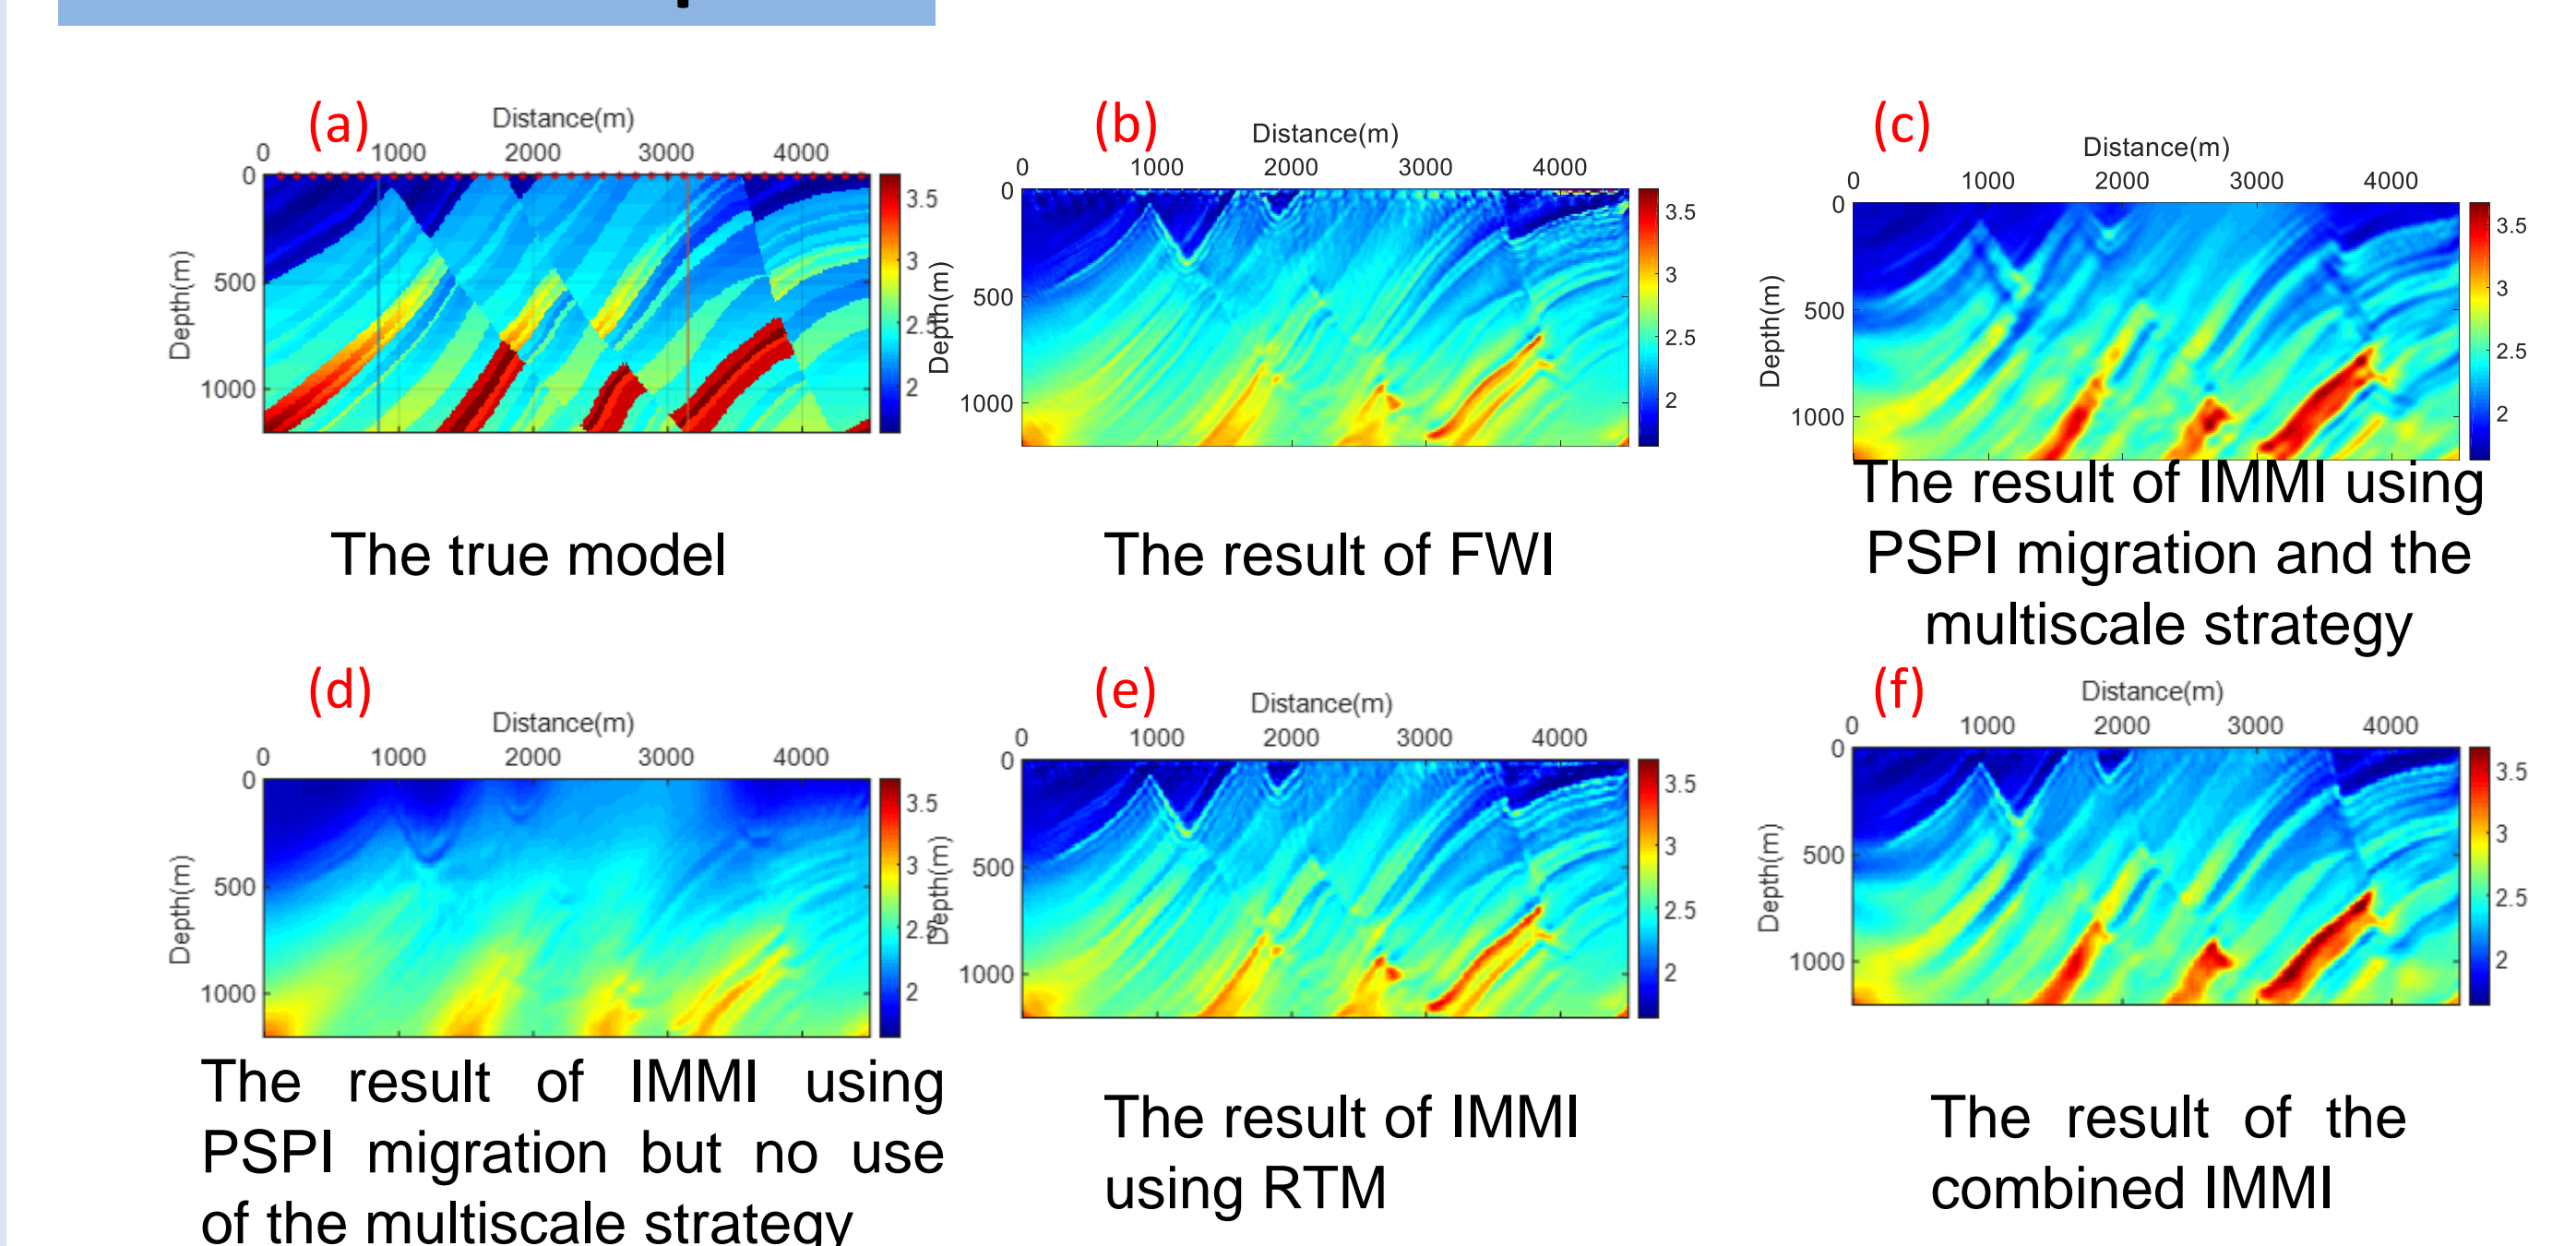 (a)
Distance(m)
0 1000 2000 3000 4000
0
500
1000
Depth(m)
3.5
3
2.5
2
The true model
(b)
Distance(m)
0 1000 2000 3000 4000
0
500
1000
Depth(m)
3.5
3
2.5
2
The result of FWI
(c)
Distance(m)
0 1000 2000 3000 4000
0
500
1000
Depth(m)
3.5
3
2.5
2
The result of IMMI using
PSPI migration and the
multiscale strategy
(d)
Distance(m)
0 1000 2000 3000 4000
0
500
1000
Depth(m)
3.5
3
2.5
2
The result of IMMI using
PSPI migration but no use
of the multiscale strategy
(e)
Distance(m)
0 1000 2000 3000 4000
0
500
1000
Depth(m)
3.5
3
2.5
2
The result of IMMI
using RTM
(f)
Distance(m)
0 1000 2000 3000 4000
0
500
1000
Depth(m)
3.5
3
2.5
2
The result of the
combined IMMI